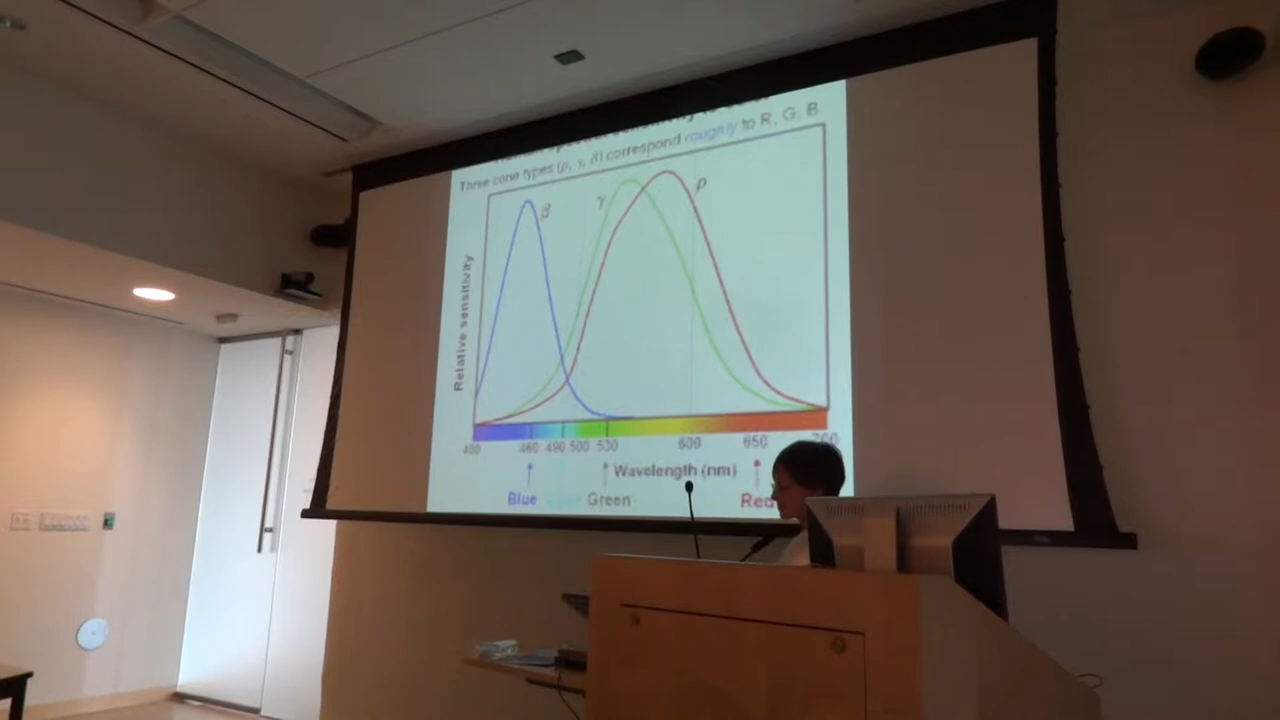 Three cone types (ρ, γ, β) correspond roughly to R, G, B.
β
γ
ρ
Relative sensitivity
400 460 490 500 530 600 650 700
Wavelength (nm)
Blue Green Red